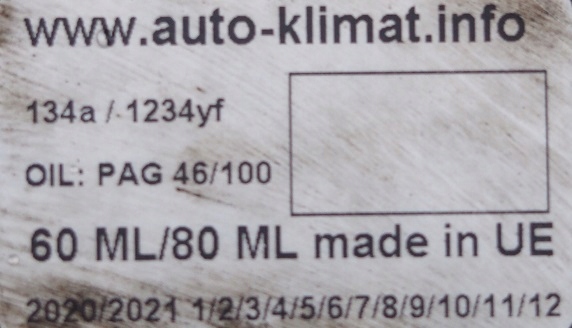 www.auto-klimat.info
134a / 1234yf
OIL: PAG 46/100
60 ML/80 ML made in UE
2020/2021 1/2/3/4/5/6/7/8/9/10/11/12